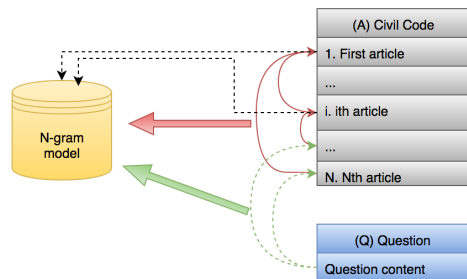 (A) Civil Code
1. First article
...
i. ith article
...
N. Nth article
N-gram
model
(Q) Question
Question content